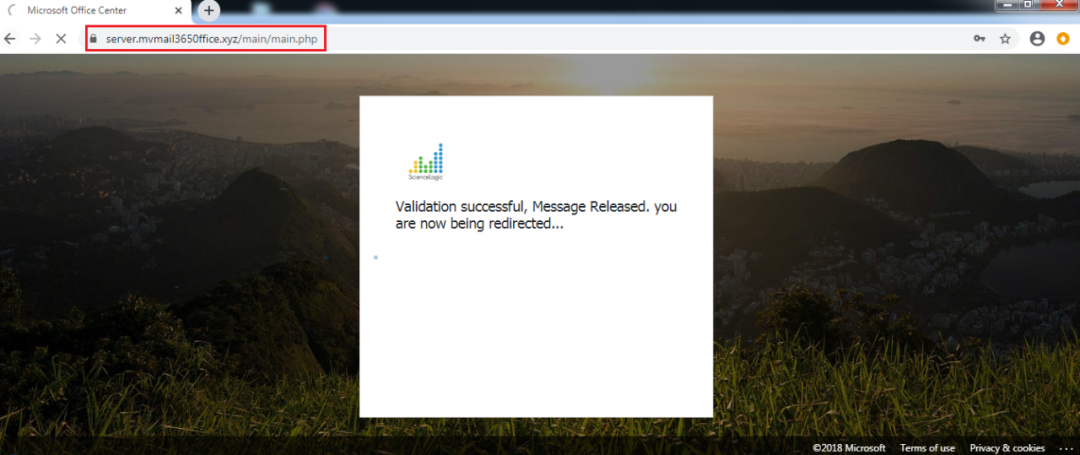 Microsoft Office Center
server.mvmail3650ffice.xyz/main/main.php
ScienceLogic
Validation successful, Message Released. you
are now being redirected...
©2018 Microsoft Terms of use Privacy & cookies ...